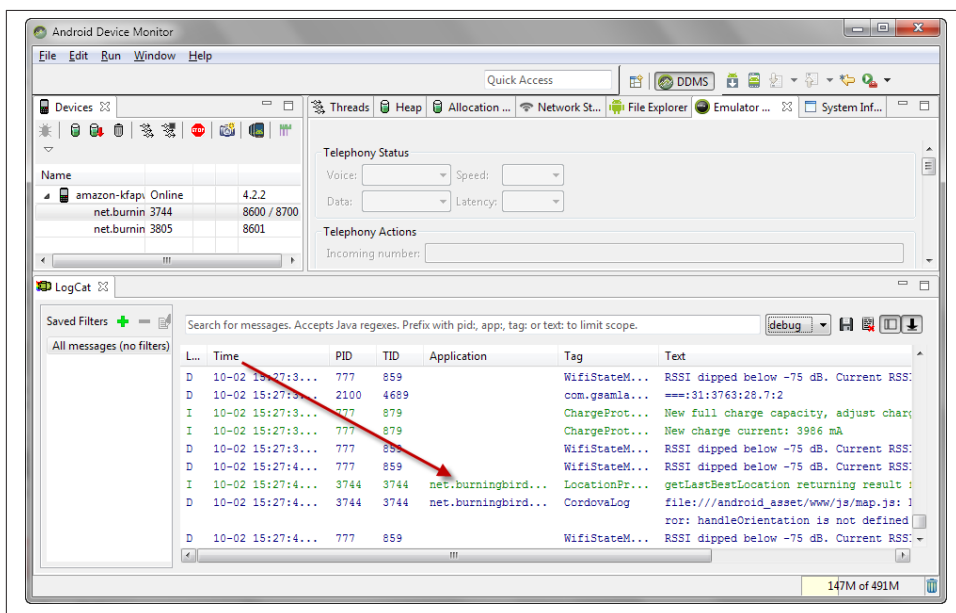 Android Device Monitor
File Edit Run Window Help
Quick Access DDMS
Devices Threads Heap Allocation ... Network St... File Explorer Emulator ... System Inf...
Name
amazon-kfap Online 4.2.2
net.burnin 3744 8600 / 8700
net.burnin 3805 8601
Telephony Status
Voice: Speed:
Data: Latency:
Telephony Actions
Incoming number:
LogCat
Saved Filters
All messages (no filters)
Search for messages. Accepts Java regexes. Prefix with pid:, app:, tag: or text: to limit scope. debug
L... Time PID TID Application Tag Text
D 10-02 15:27:3... 777 859 WifiStateM... RSSI dipped below -75 dB. Current RSSI
D 10-02 15:27:3... 2100 4689 com.gsamla... ===:31:3763:28.7:2
I 10-02 15:27:3... 777 879 ChargeProt... New full charge capacity, adjust charg
I 10-02 15:27:3... 777 879 ChargeProt... New charge current: 3986 mA
D 10-02 15:27:3... 777 859 WifiStateM... RSSI dipped below -75 dB. Current RSSI
D 10-02 15:27:4... 777 859 WifiStateM... RSSI dipped below -75 dB. Current RSSI
I 10-02 15:27:4... 3744 3744 net.burningbird... LocationPr... getLastBestLocation returning result
D 10-02 15:27:4... 3744 3744 net.burningbird... CordovaLog file:///android_asset/www/js/map.js:
ror: handleOrientation is not defined
D 10-02 15:27:4... 777 859 WifiStateM... RSSI dipped below -75 dB. Current RSSI
147M of 491M